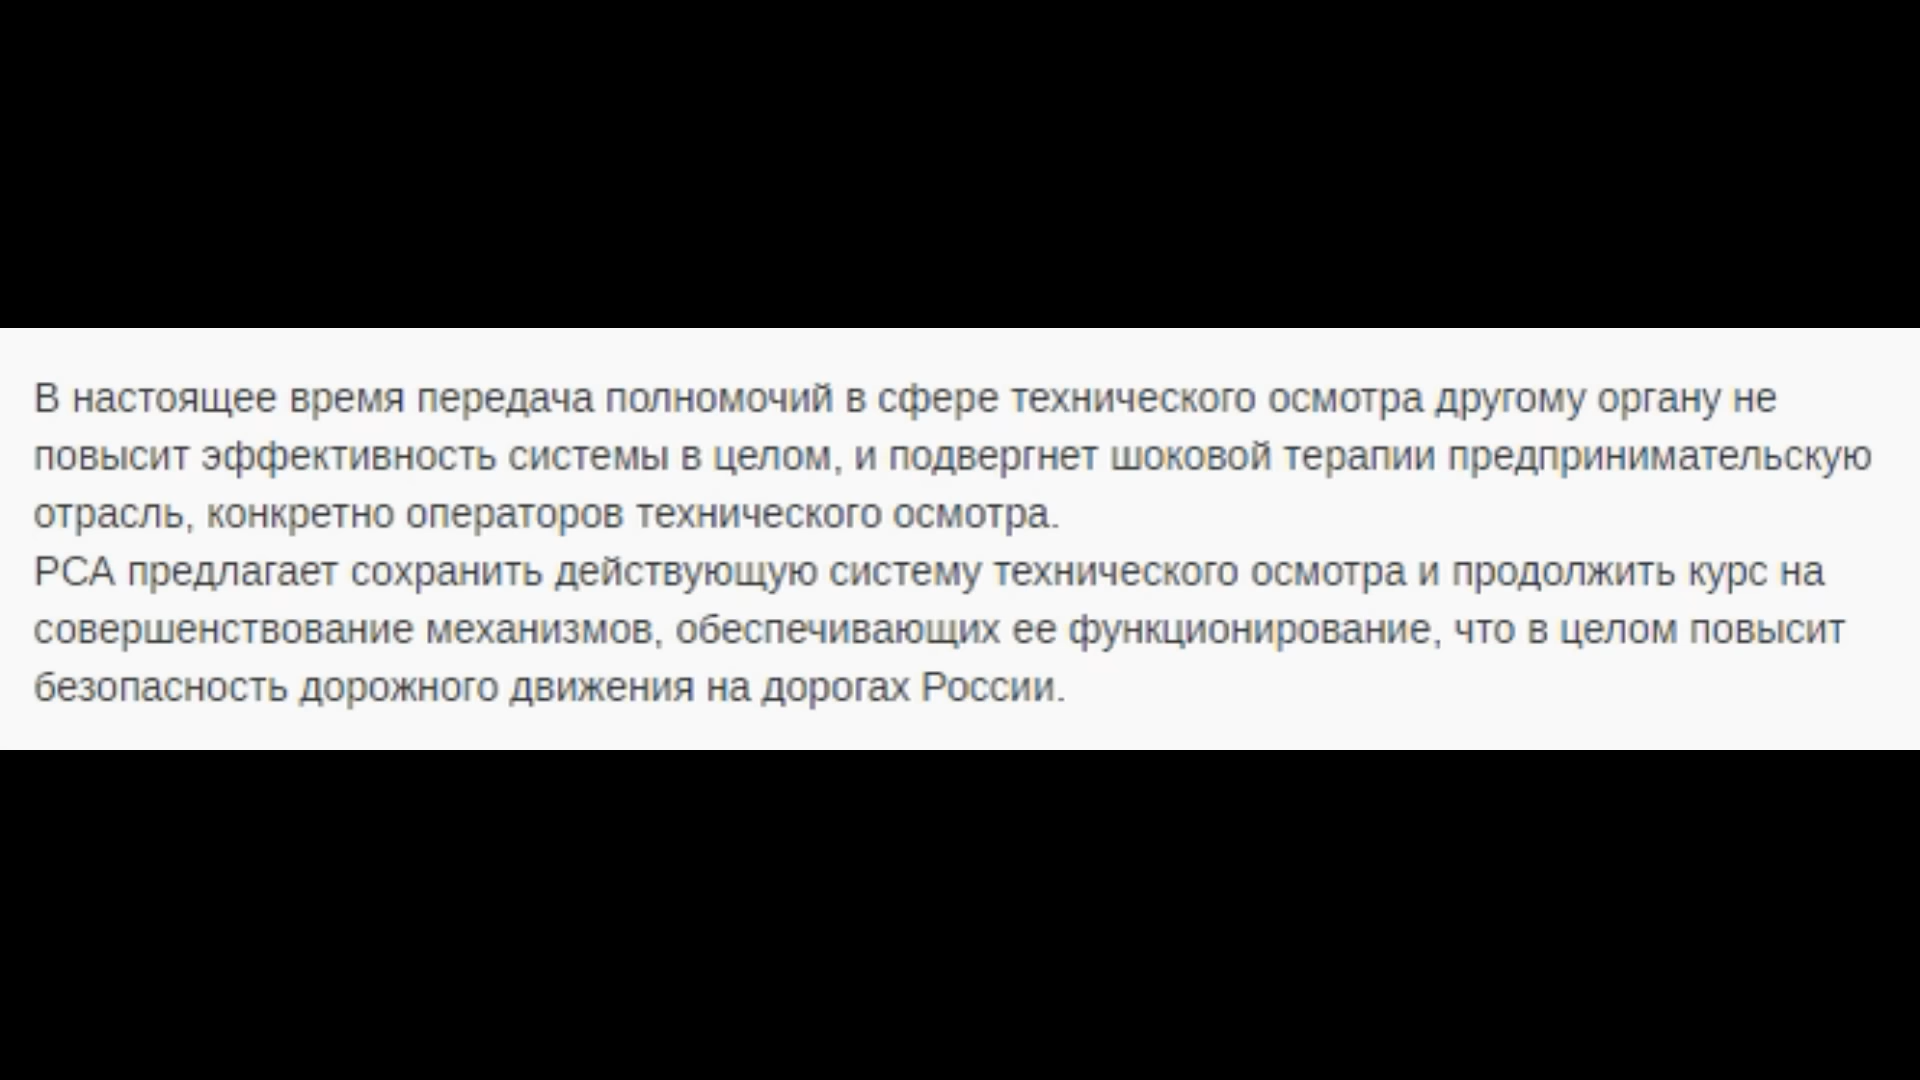 В настоящее время передача полномочий в сфере технического осмотра другому органу не
повысит эффективность системы в целом, и подвергнет шоковой терапии предпринимательскую
отрасль, конкретно операторов технического осмотра.
РСА предлагает сохранить действующую систему технического осмотра и продолжить курс на
совершенствование механизмов, обеспечивающих ее функционирование, что в целом повысит
безопасность дорожного движения на дорогах России.